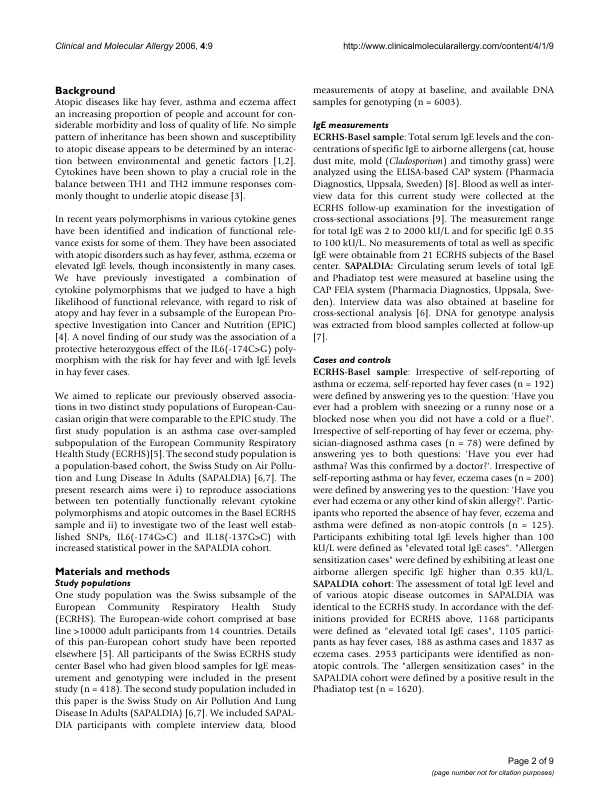 Clinical and Molecular Allergy 2006, 4:9
http://www.clinicalmolecularallergy.com/content/4/1/9
Background
Atopic diseases like hay fever, asthma and eczema affect
an increasing proportion of people and account for con-
siderable morbidity and loss of quality of life. No simple
pattern of inheritance has been shown and susceptibility
to atopic disease appears to be determined by an interac-
tion between environmental and genetic factors [1,2].
Cytokines have been shown to play a crucial role in the
balance between TH1 and TH2 immune responses com-
monly thought to underlie atopic disease [3].
In recent years polymorphisms in various cytokine genes
have been identified and indication of functional rele-
vance exists for some of them. They have been associated
with atopic disorders such as hay fever, asthma, eczema or
elevated IgE levels, though inconsistently in many cases.
We have previously investigated a combination of
cytokine polymorphisms that we judged to have a high
likelihood of functional relevance, with regard to risk of
atopy and hay fever in a subsample of the European Pro-
spective Investigation into Cancer and Nutrition (EPIC)
[4]. A novel finding of our study was the association of a
protective heterozygous effect of the IL6(-174C>G) poly-
morphism with the risk for hay fever and with IgE levels
in hay fever cases.
We aimed to replicate our previously observed associa-
tions in two distinct study populations of European-Cau-
casian origin that were comparable to the EPIC study. The
first study population is an asthma case over-sampled
subpopulation of the European Community Respiratory
Health Study (ECRHS)[5]. The second study population is
a population-based cohort, the Swiss Study on Air Pollu-
tion and Lung Disease In Adults (SAPALDIA) [6,7]. The
present research aims were i) to reproduce associations
between ten potentially functionally relevant cytokine
polymorphisms and atopic outcomes in the Basel ECRHS
sample and ii) to investigate two of the least well estab-
lished SNPs, IL6(-174G>C) and IL18(-137G>C) with
increased statistical power in the SAPALDIA cohort.
Materials and methods
Study populations
One study population was the Swiss subsample of the
European Community Respiratory Health Study
(ECRHS). The European-wide cohort comprised at base
line >10000 adult participants from 14 countries. Details
of this pan-European cohort study have been reported
elsewhere [5]. All participants of the Swiss ECRHS study
center Basel who had given blood samples for IgE meas-
urement and genotyping were included in the present
study (n = 418). The second study population included in
this paper is the Swiss Study on Air Pollution And Lung
Disease In Adults (SAPALDIA) [6,7]. We included SAPAL-
DIA participants with complete interview data, blood
measurements of atopy at baseline, and available DNA
samples for genotyping (n = 6003).
IgE measurements
ECRHS-Basel sample: Total serum IgE levels and the con-
centrations of specific IgE to airborne allergens (cat, house
dust mite, mold (Cladosporium) and timothy grass) were
analyzed using the ELISA-based CAP system (Pharmacia
Diagnostics, Uppsala, Sweden) [8]. Blood as well as inter-
view data for this current study were collected at the
ECRHS follow-up examination for the investigation of
cross-sectional associations [9]. The measurement range
for total IgE was 2 to 2000 kU/L and for specific IgE 0.35
to 100 kU/L. No measurements of total as well as specific
IgE were obtainable from 21 ECRHS subjects of the Basel
center. SAPALDIA: Circulating serum levels of total IgE
and Phadiatop test were measured at baseline using the
CAP FEIA system (Pharmacia Diagnostics, Uppsala, Swe-
den). Interview data was also obtained at baseline for
cross-sectional analysis [6]. DNA for genotype analysis
was extracted from blood samples collected at follow-up
[7].
Cases and controls
ECRHS-Basel sample: Irrespective of self-reporting of
asthma or eczema, self-reported hay fever cases (n = 192)
were defined by answering yes to the question: 'Have you
ever had a problem with sneezing or a runny nose or a
blocked nose when you did not have a cold or a flue?'.
Irrespective of self-reporting of hay fever or eczema, phy-
sician-diagnosed asthma cases (n = 78) were defined by
answering yes to both questions: 'Have you ever had
asthma? Was this confirmed by a doctor?'. Irrespective of
self-reporting asthma or hay fever, eczema cases (n = 200)
were defined by answering yes to the question: 'Have you
ever had eczema or any other kind of skin allergy?'. Partic-
ipants who reported the absence of hay fever, eczema and
asthma were defined as non-atopic controls (n = 125).
Participants exhibiting total IgE levels higher than 100
kU/L were defined as "elevated total IgE cases". "Allergen
sensitization cases" were defined by exhibiting at least one
airborne allergen specific IgE higher than 0.35 kU/L.
SAPALDIA cohort: The assessment of total IgE level and
of various atopic disease outcomes in SAPALDIA was
identical to the ECRHS study. In accordance with the def-
initions provided for ECRHS above, 1168 participants
were defined as "elevated total IgE cases", 1105 partici-
pants as hay fever cases, 188 as asthma cases and 1837 as
eczema cases. 2953 participants were identified as non-
atopic controls. The "allergen sensitization cases" in the
SAPALDIA cohort were defined by a positive result in the
Phadiatop test (n = 1620).
Page 2 of 9
(page number not for citation purposes)